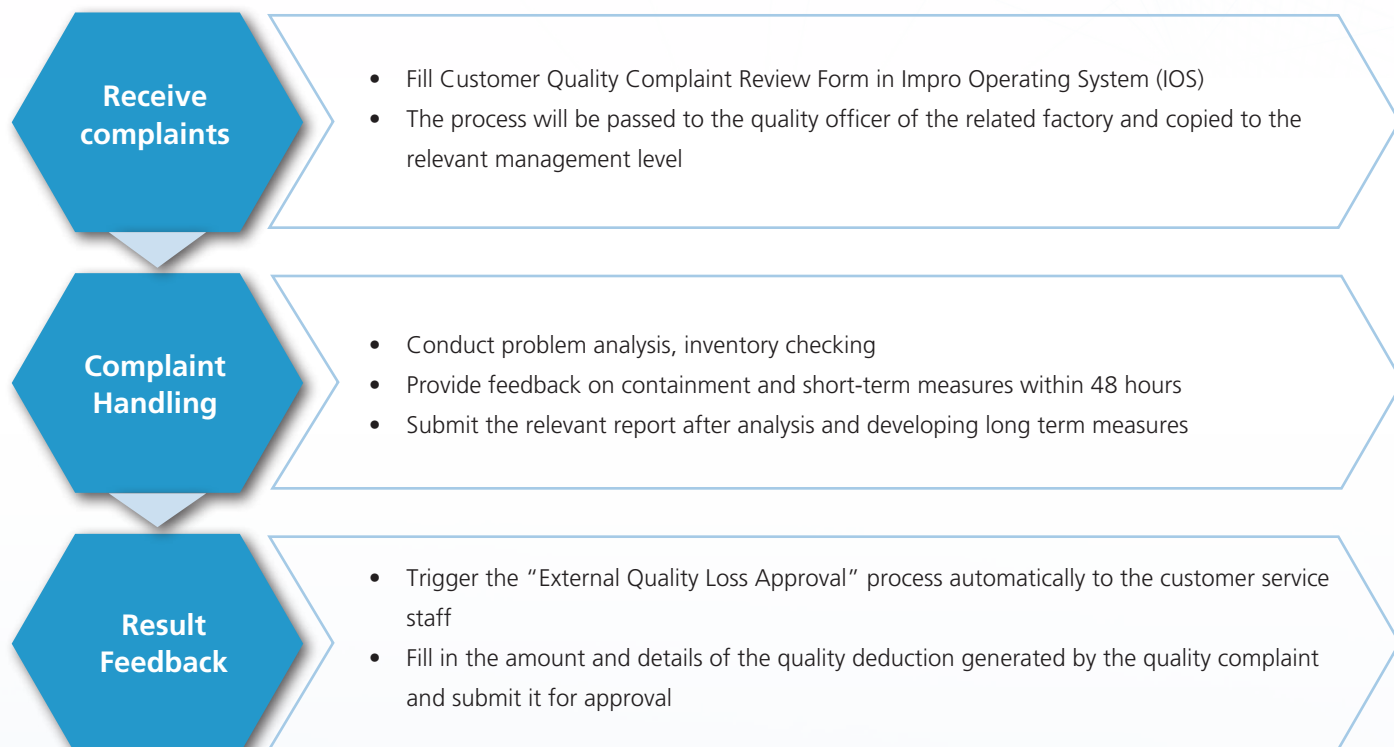 Receive
complaints
• Fill Customer Quality Complaint Review Form in Impro Operating System (IOS)
• The process will be passed to the quality officer of the related factory and copied to the
relevant management level
Complaint
Handling
• Conduct problem analysis, inventory checking
• Provide feedback on containment and short-term measures within 48 hours
• Submit the relevant report after analysis and developing long term measures
Result
Feedback
• Trigger the “External Quality Loss Approval” process automatically to the customer service
staff
• Fill in the amount and details of the quality deduction generated by the quality complaint
and submit it for approval